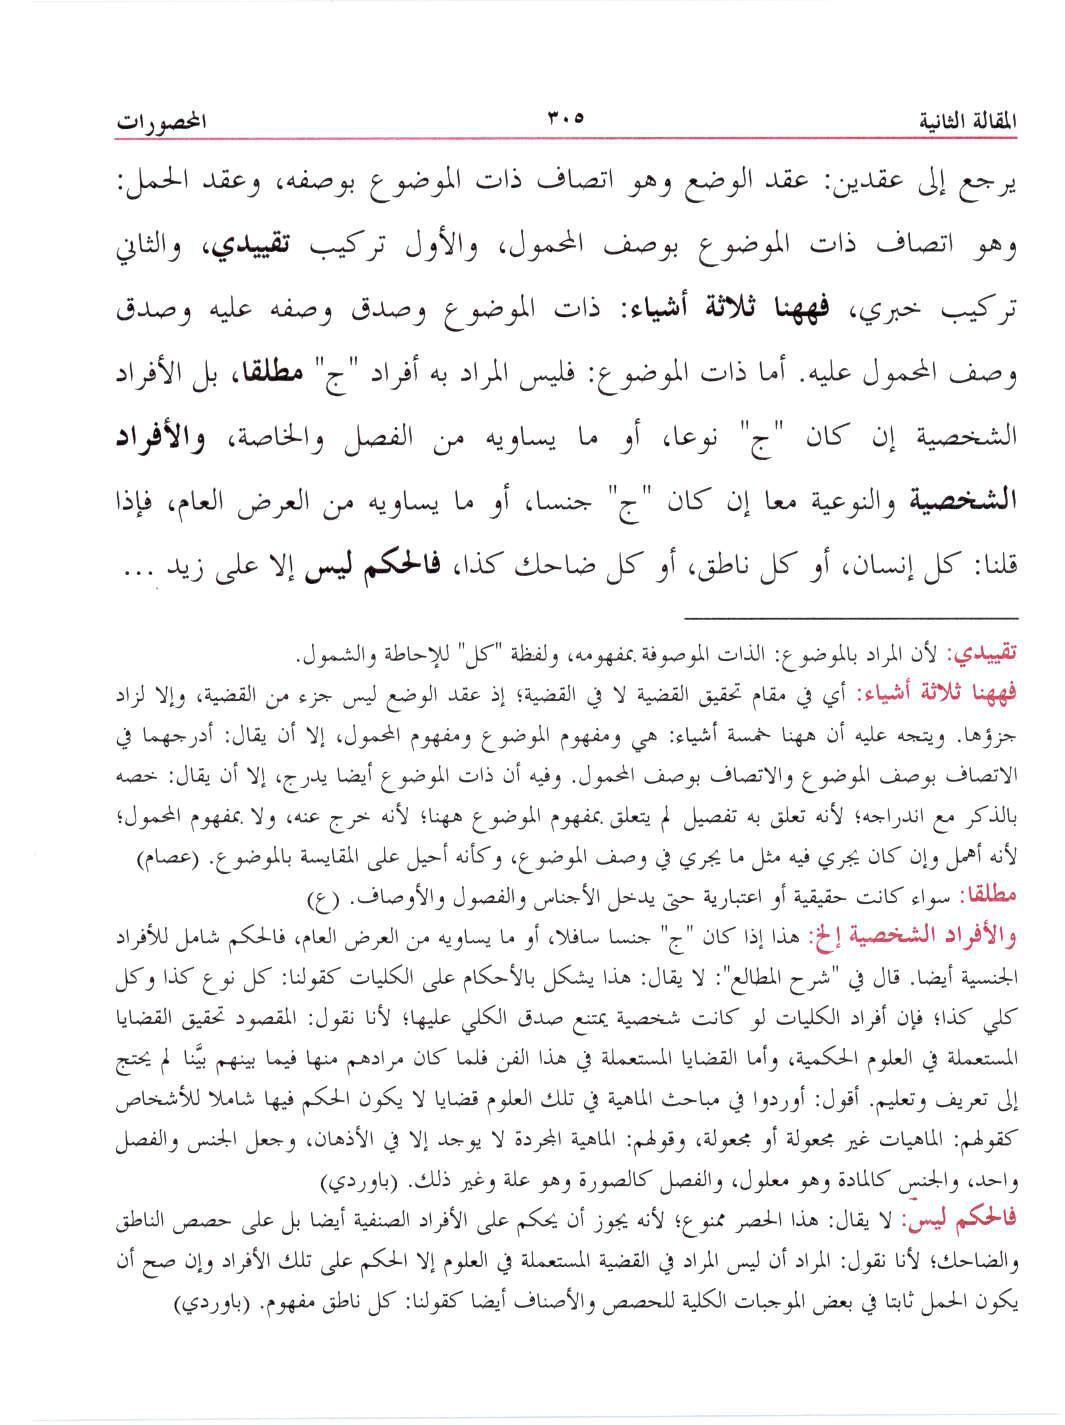 المقالة الثانية ٣٠٥ المحصورات
يرجع إلى عقدين: عقد الوضع وهو اتصاف ذات الموضوع بوصفه، وعقد الحمل:
وهو اتصاف ذات الموضوع بوصف المحمول، والأول تركيب تقييدي، والثاني
تركيب خبري، فههنا ثلاثة أشياء: ذات الموضوع وصدق وصفه عليه وصدق
وصف المحمول عليه. أما ذات الموضوع: فليس المراد به أفراد "ج" مطلقا، بل الأفراد
الشخصية إن كان "ج" نوعا، أو ما يساويه من الفصل والخاصة، والأفراد
الشخصية والنوعية معا إن كان "ج" جنسا، أو ما يساويه من العرض العام، فإذا
قلنا: كل إنسان، أو كل ناطق، أو كل ضاحك كذا، فالحكم ليس إلا على زيد ...
تقييدي: لأن المراد بالموضوع: الذات الموصوفة بمفهومه، ولفظة "كل" للإحاطة والشمول.
فههنا ثلاثة أشياء: أي في مقام تحقيق القضية لا في القضية؛ إذ عقد الوضع ليس جزء من القضية، وإلا لزاد
جزؤها. ويتجه عليه أن ههنا خمسة أشياء: هي ومفهوم الموضوع ومفهوم المحمول، إلا أن يقال: أدرجهما في
الاتصاف بوصف الموضوع والاتصاف بوصف المحمول. وفيه أن ذات الموضوع أيضا يدرج، إلا أن يقال: خصه
بالذكر مع اندراجه؛ لأنه تعلق به تفصيل لم يتعلق بمفهوم الموضوع ههنا؛ لأنه خرج عنه، ولا بمفهوم المحمول؛
لأنه أهمل وإن كان يجري فيه مثل ما يجري في وصف الموضوع، وكأنه أحيل على المقايسة بالموضوع. (عصام)
مطلقا: سواء كانت حقيقية أو اعتبارية حتى يدخل الأجناس والفصول والأوصاف. (ع)
والأفراد الشخصية إلخ: هذا إذا كان "ج" جنسا سافلا، أو ما يساويه من العرض العام، فالحكم شامل للأفراد
الجنسية أيضا. قال في "شرح المطالع": لا يقال: هذا يشكل بالأحكام على الكليات كقولنا: كل نوع كذا وكل
كلي كذا؛ فإن أفراد الكليات لو كانت شخصية يمتنع صدق الكلي عليها؛ لأنا نقول: المقصود تحقيق القضايا
المستعملة في العلوم الحكمية، وأما القضايا المستعملة في هذا الفن فلما كان مرادهم منها فيما بينهم بيَّنا لم يحتج
إلى تعريف وتعليم. أقول: أوردوا في مباحث الماهية في تلك العلوم قضايا لا يكون الحكم فيها شاملا للأشخاص
كقولهم: الماهيات غير مجعولة أو مجعولة، وقولهم: الماهية المجردة لا يوجد إلا في الأذهان، وجعل الجنس والفصل
واحد، والجنس كالمادة وهو معلول، والفصل كالصورة وهو علة وغير ذلك. (باوردي)
فالحكم ليس: لا يقال: هذا الحصر ممنوع؛ لأنه يجوز أن يحكم على الأفراد الصنفية أيضا بل على حصص الناطق
والضاحك؛ لأنا نقول: المراد أن ليس المراد في القضية المستعملة في العلوم إلا الحكم على تلك الأفراد وإن صح أن
يكون الحمل ثابتا في بعض الموجبات الكلية للحصص والأصناف أيضا كقولنا: كل ناطق مفهوم. (باوردي)